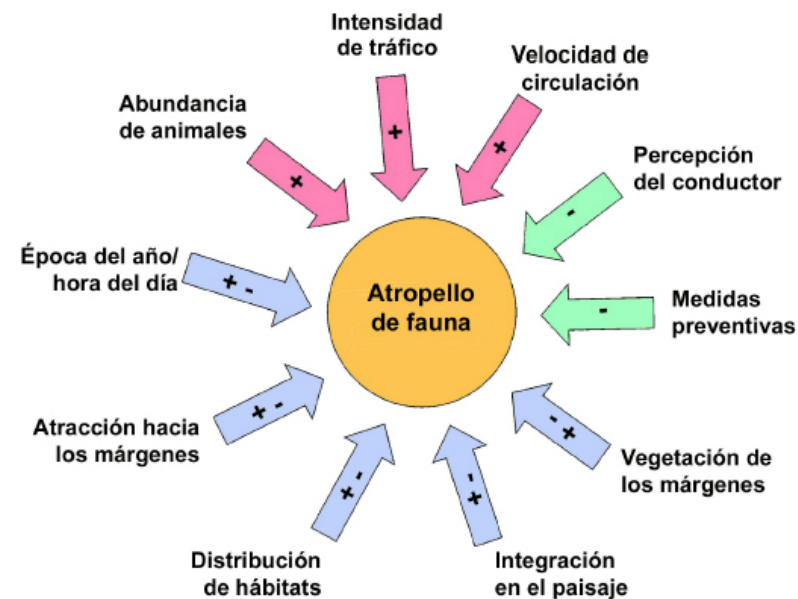 Intensidad
de tráfico
Velocidad de
circulación
Abundancia
de animales
+
+
+
Percepción
del conductor
-
Época del año/
hora del día
+ -
Atropello
de fauna
-
Medidas
preventivas
Atracción hacia
los márgenes
+ -
- +
Vegetación de
los márgenes
+ -
- +
Distribución
de hábitats
Integración
en el paisaje